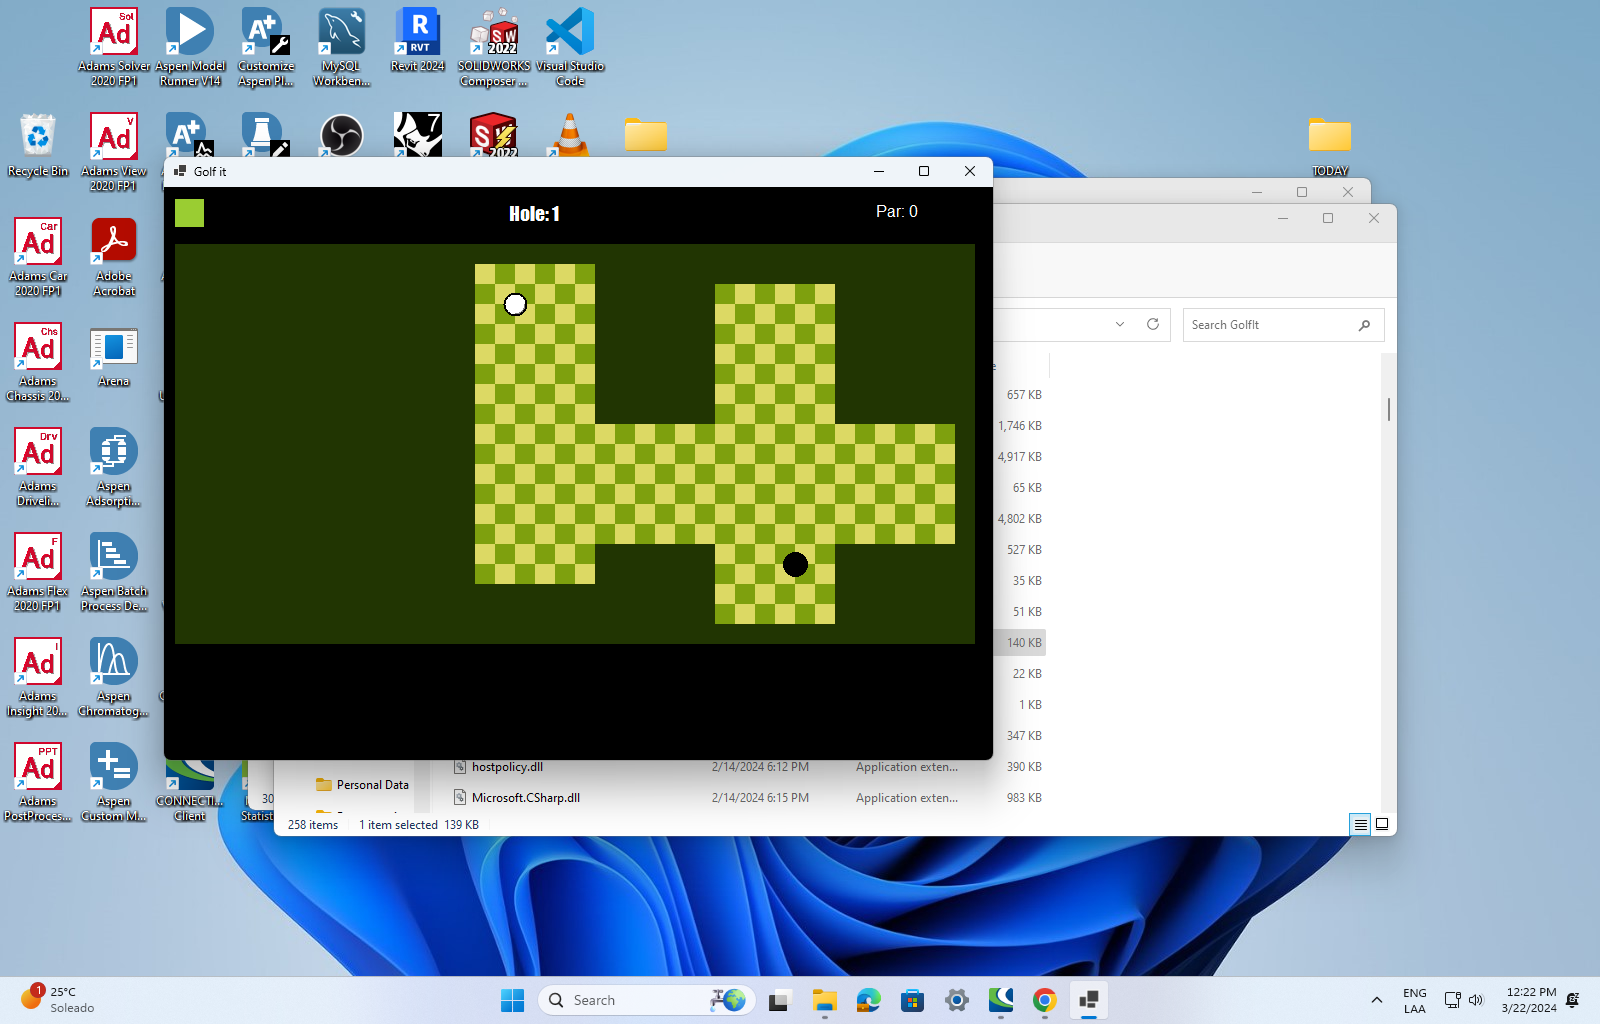 Adams Solver
2020 FP1
Aspen Model
Runner V14
Customize
Aspen Pl...
MySQL
Workben...
Revit 2024
SOLIDWORKS
Composer ...
Visual Studio
Code
Recycle Bin
Adams View
2020 FP1
TODAY
Golf it
Hole: 1
Par: 0
Adams Car
2020 FP1
Adobe
Acrobat
Search GolfIt
Adams
Chassis 20...
Arena
657 KB
1,746 KB
4,917 KB
65 KB
4,802 KB
527 KB
35 KB
51 KB
140 KB
22 KB
1 KB
347 KB
Adams
Driveli...
Aspen
Adsorpti...
Adams Flex
2020 FP1
Aspen Batch
Process De...
Adams
Insight 20...
Aspen
Chromatog...
hostpolicy.dll
2/14/2024 6:12 PM
Application exten...
390 KB
Personal Data
Microsoft.CSharp.dll
2/14/2024 6:15 PM
Application exten...
983 KB
Adams
PostProces...
Aspen
Custom M...
CONNECTI...
Client
Statist
30
258 items
1 item selected
139 KB
1
25°C
Soleado
Search
ENG
LAA
12:22 PM
3/22/2024